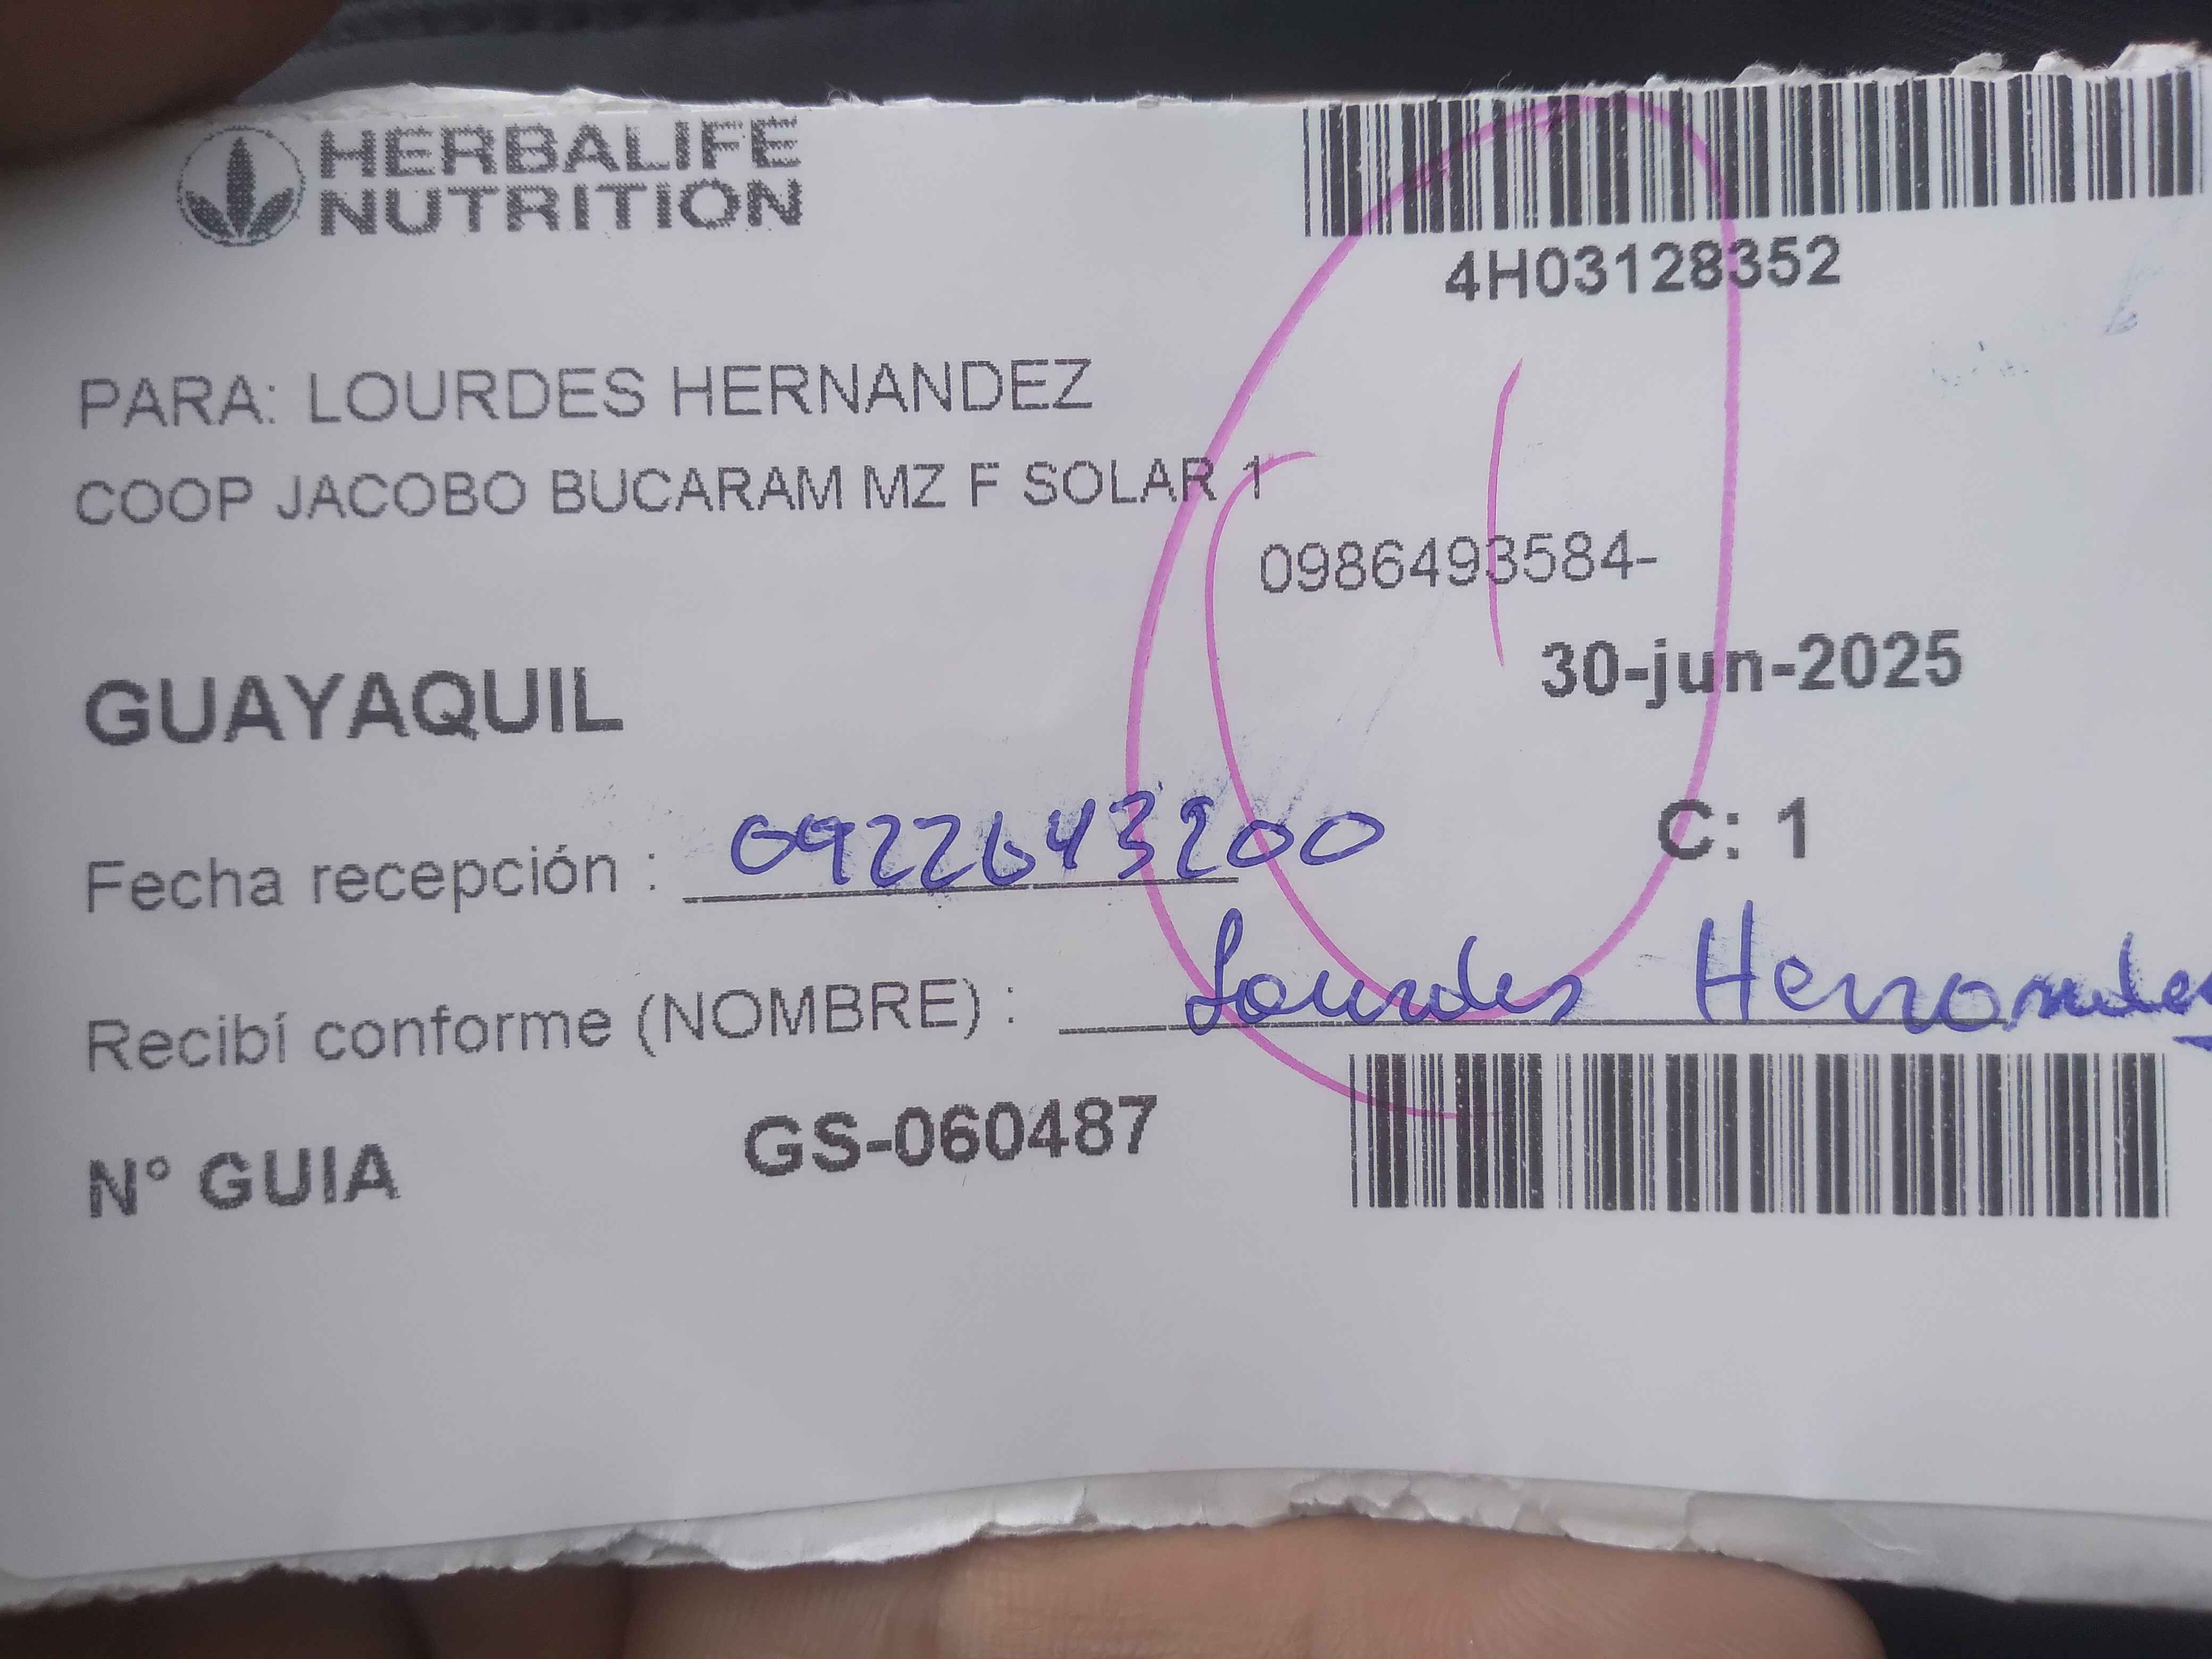 HERBALIFE
NUTRITION
4H03128352
PARA: LOURDES HERNANDEZ
COOP JACOBO BUCARAM MZ F SOLAR 1
0986493584-
30-jun-2025
GUAYAQUIL
C: 1
Fecha recepción : 0922643200
Recibí conforme (NOMBRE) : Lourdes Hernandez
N° GUIA GS-060487